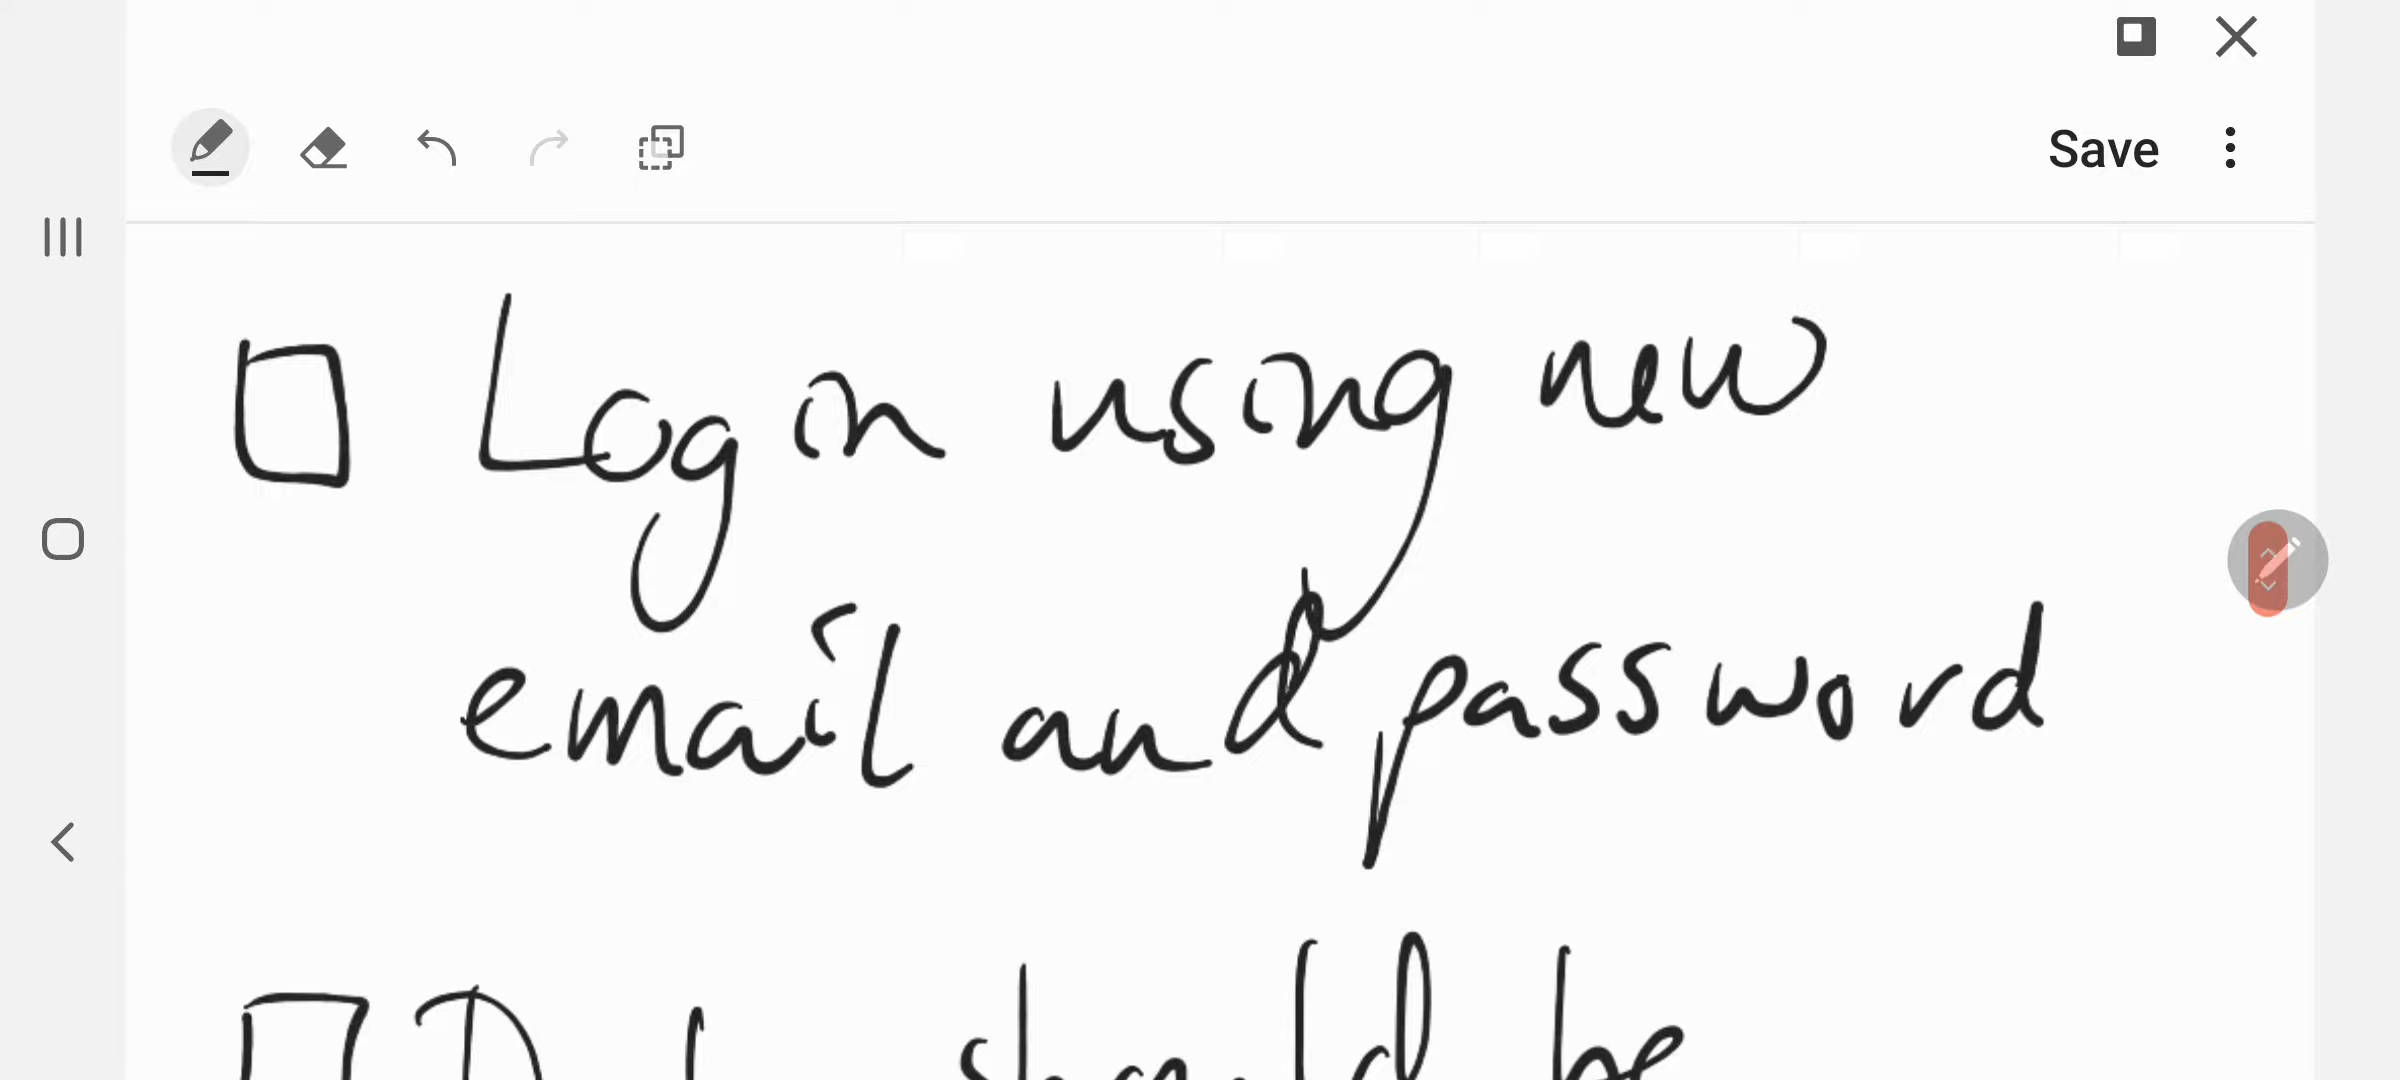 Save
☐ Log in using new
email and password
☐ should be